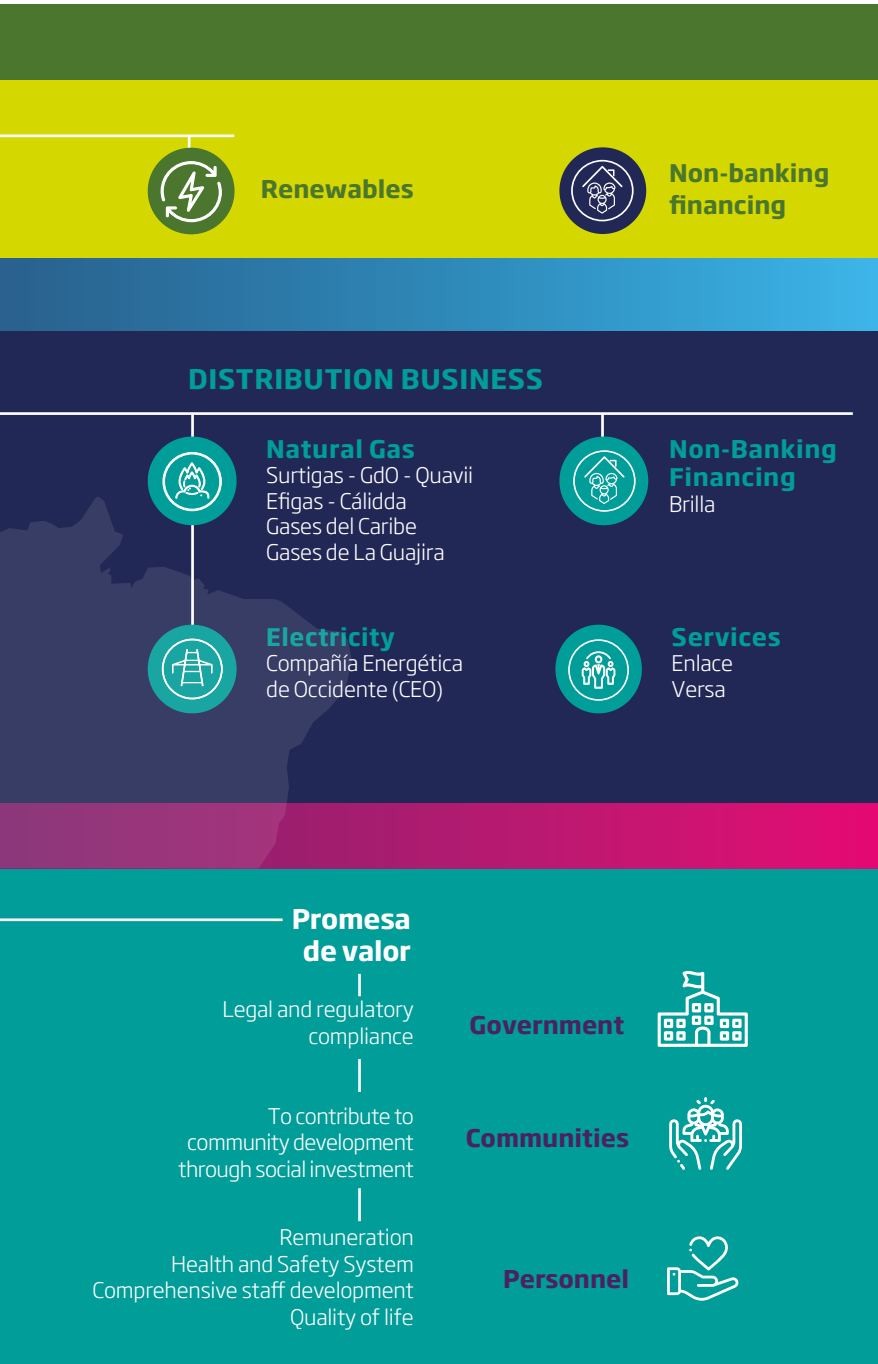 Renewables
Non-banking
financing
DISTRIBUTION BUSINESS
Natural Gas
Surtigas - GdO - Quavii
Efigas - Cálidda
Gases del Caribe
Gases de La Guajira
Non-Banking
Financing
Brilla
Electricity
Compañía Energética
de Occidente (CEO)
Services
Enlace
Versa
Promesa
de valor
Legal and regulatory
compliance
Government
To contribute to
community development
through social investment
Communities
Remuneration
Health and Safety System
Comprehensive staff development
Quality of life
Personnel